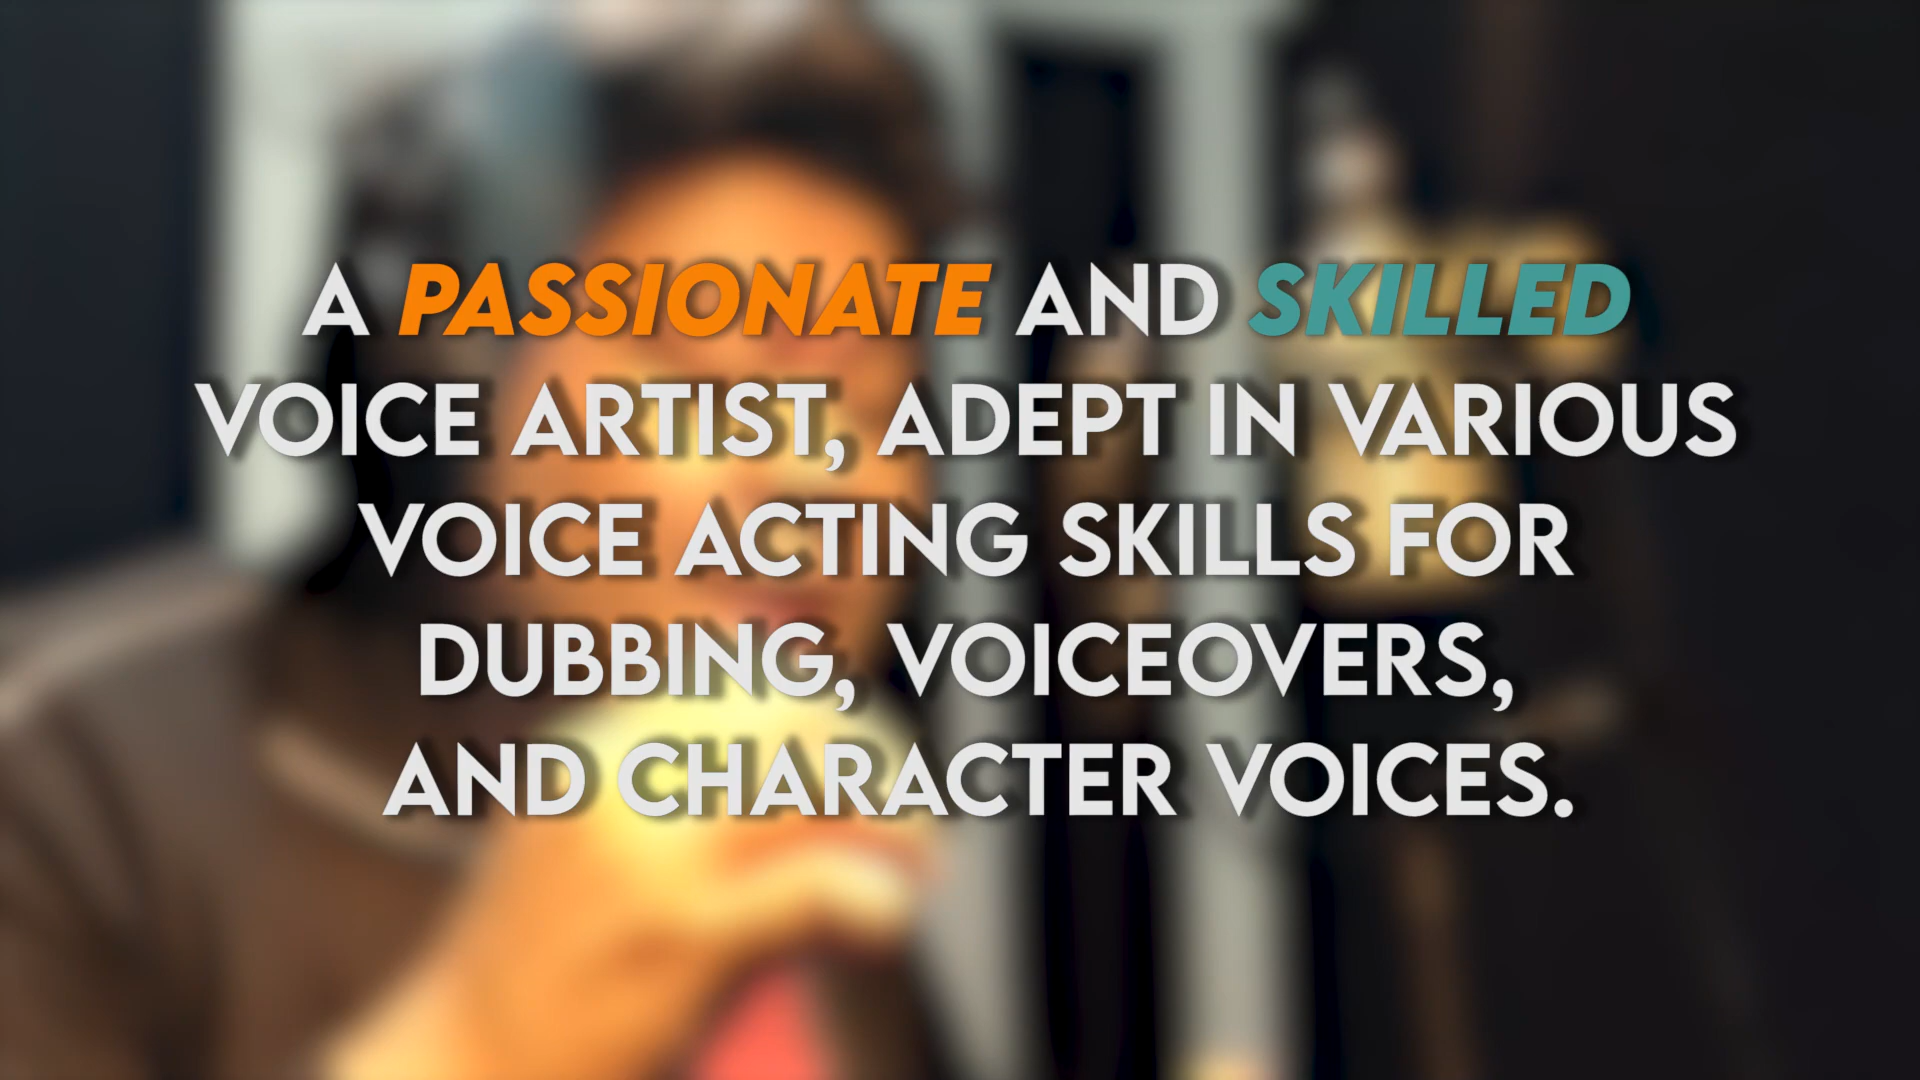 A PASSIONATE AND SKILLED
VOICE ARTIST, ADEPT IN VARIOUS
VOICE ACTING SKILLS FOR
DUBBING, VOICEOVERS,
AND CHARACTER VOICES.